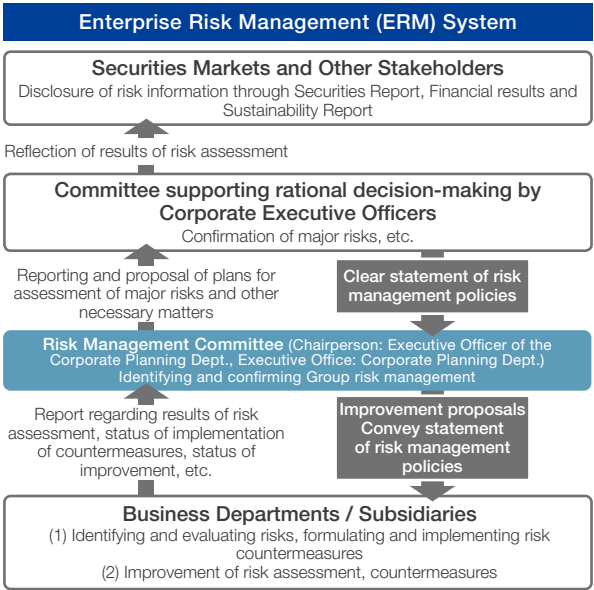 Enterprise Risk Management (ERM) System
Securities Markets and Other Stakeholders
Disclosure of risk information through Securities Report, Financial results and
Sustainability Report
Reflection of results of risk assessment
Committee supporting rational decision-making by
Corporate Executive Officers
Confirmation of major risks, etc.
Reporting and proposal of plans for
assessment of major risks and other
necessary matters
Clear statement of risk
management policies
Risk Management Committee (Chairperson: Executive Officer of the
Corporate Planning Dept., Executive Office: Corporate Planning Dept.)
Identifying and confirming Group risk management
Report regarding results of risk
assessment, status of implementation
of countermeasures, status of
improvement, etc.
Improvement proposals
Convey statement
of risk management
policies
Business Departments / Subsidiaries
(1) Identifying and evaluating risks, formulating and implementing risk
countermeasures
(2) Improvement of risk assessment, countermeasures